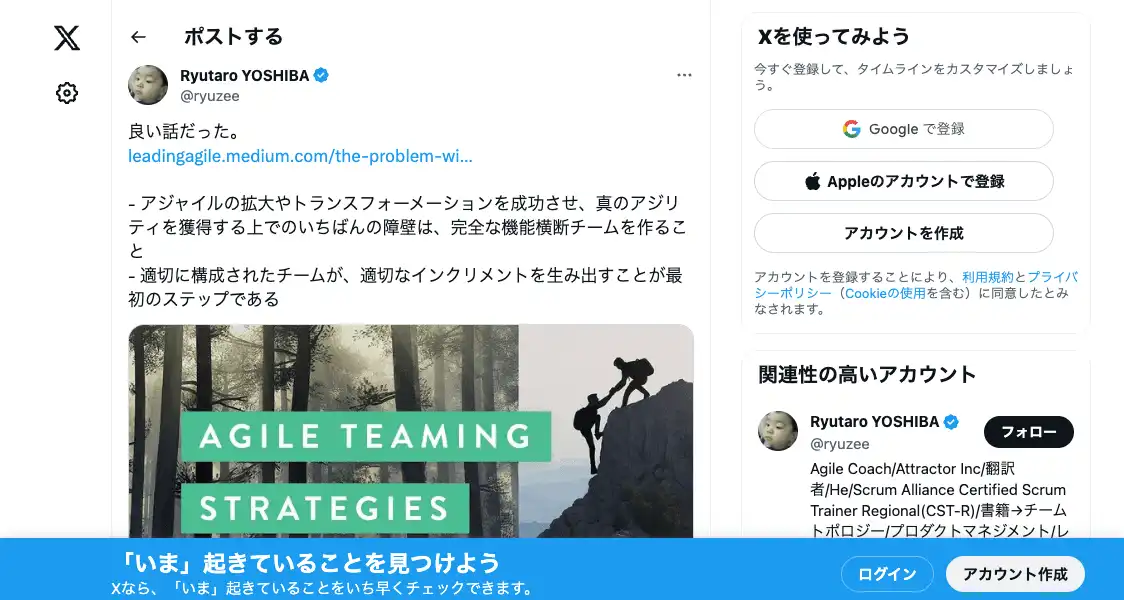 ポストする
Ryutaro YOSHIBA
@ryuzee
良い話だった。
leadingagile.medium.com/the-problem-wi…
- アジャイルの拡大やトランスフォーメーションを成功させ、真のアジリ
ティを獲得する上でのいちばんの障壁は、完全な機能横断チームを作るこ
と
- 適切に構成されたチームが、適切なインクリメントを生み出すことが最
初のステップである
AGILE TEAMING
STRATEGIES
Xを使ってみよう
今すぐ登録して、タイムラインをカスタマイズしましょ
う。
Google で登録
Appleのアカウントで登録
アカウントを作成
アカウントを登録することにより、利用規約とプライバ
シーポリシー（Cookieの使用を含む）に同意したとみ
なされます。
関連性の高いアカウント
Ryutaro YOSHIBA
@ryuzee
フォロー
Agile Coach/Attractor Inc/翻訳
者/He/Scrum Alliance Certified Scrum
Trainer Regional(CST-R)/書籍→チーム
トポロジー/プロダクトマネジメント/レ
「いま」起きていることを見つけよう
Xなら、「いま」起きていることをいち早くチェックできます。
ログイン
アカウント作成